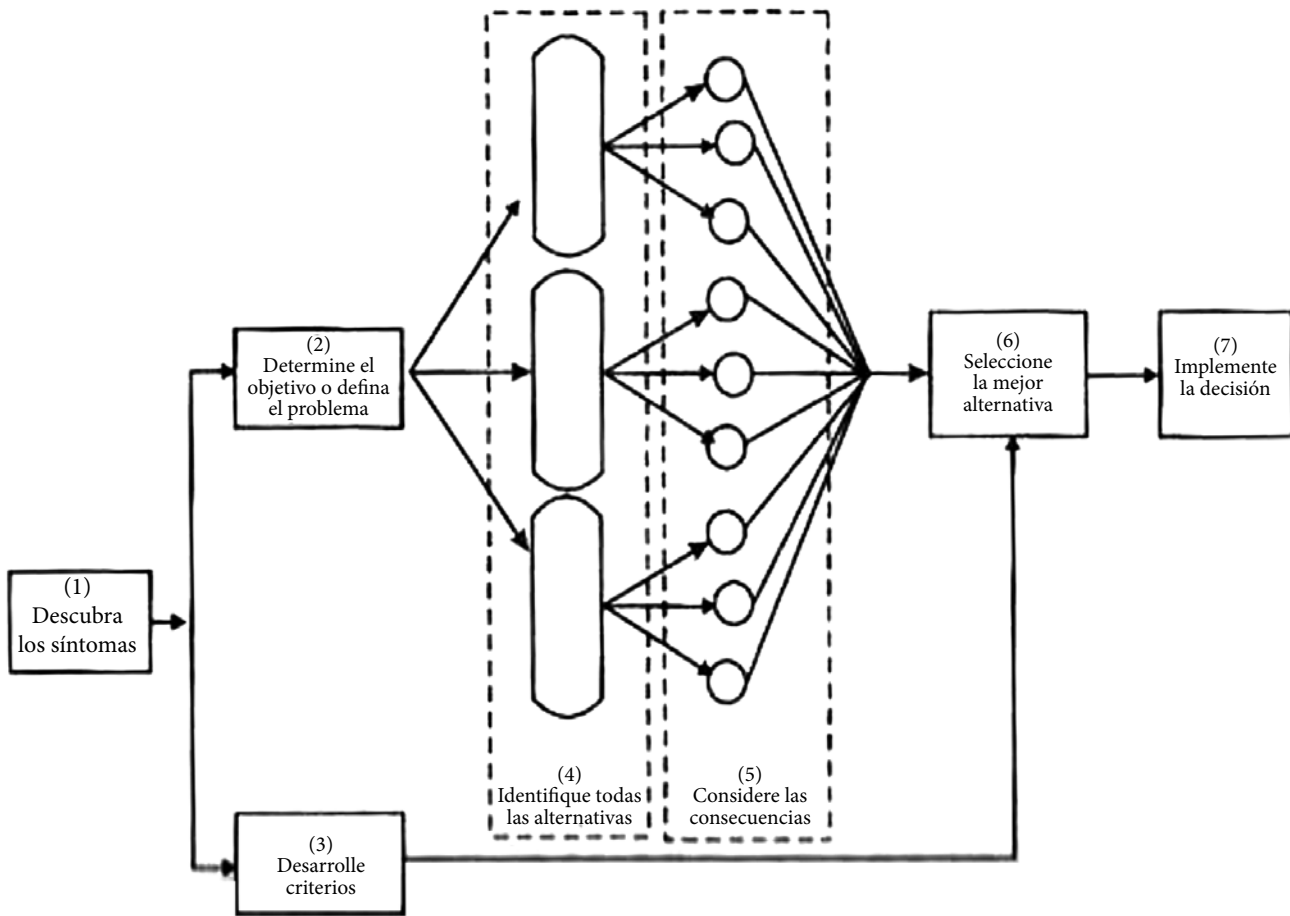 (1)
Descubra
los síntomas
(2)
Determine el
objetivo o defina
el problema
(3)
Desarrolle
criterios
(4)
Identifique todas
las alternativas
(5)
Considere las
consecuencias
(6)
Seleccione
la mejor
alternativa
(7)
Implemente
la decisión